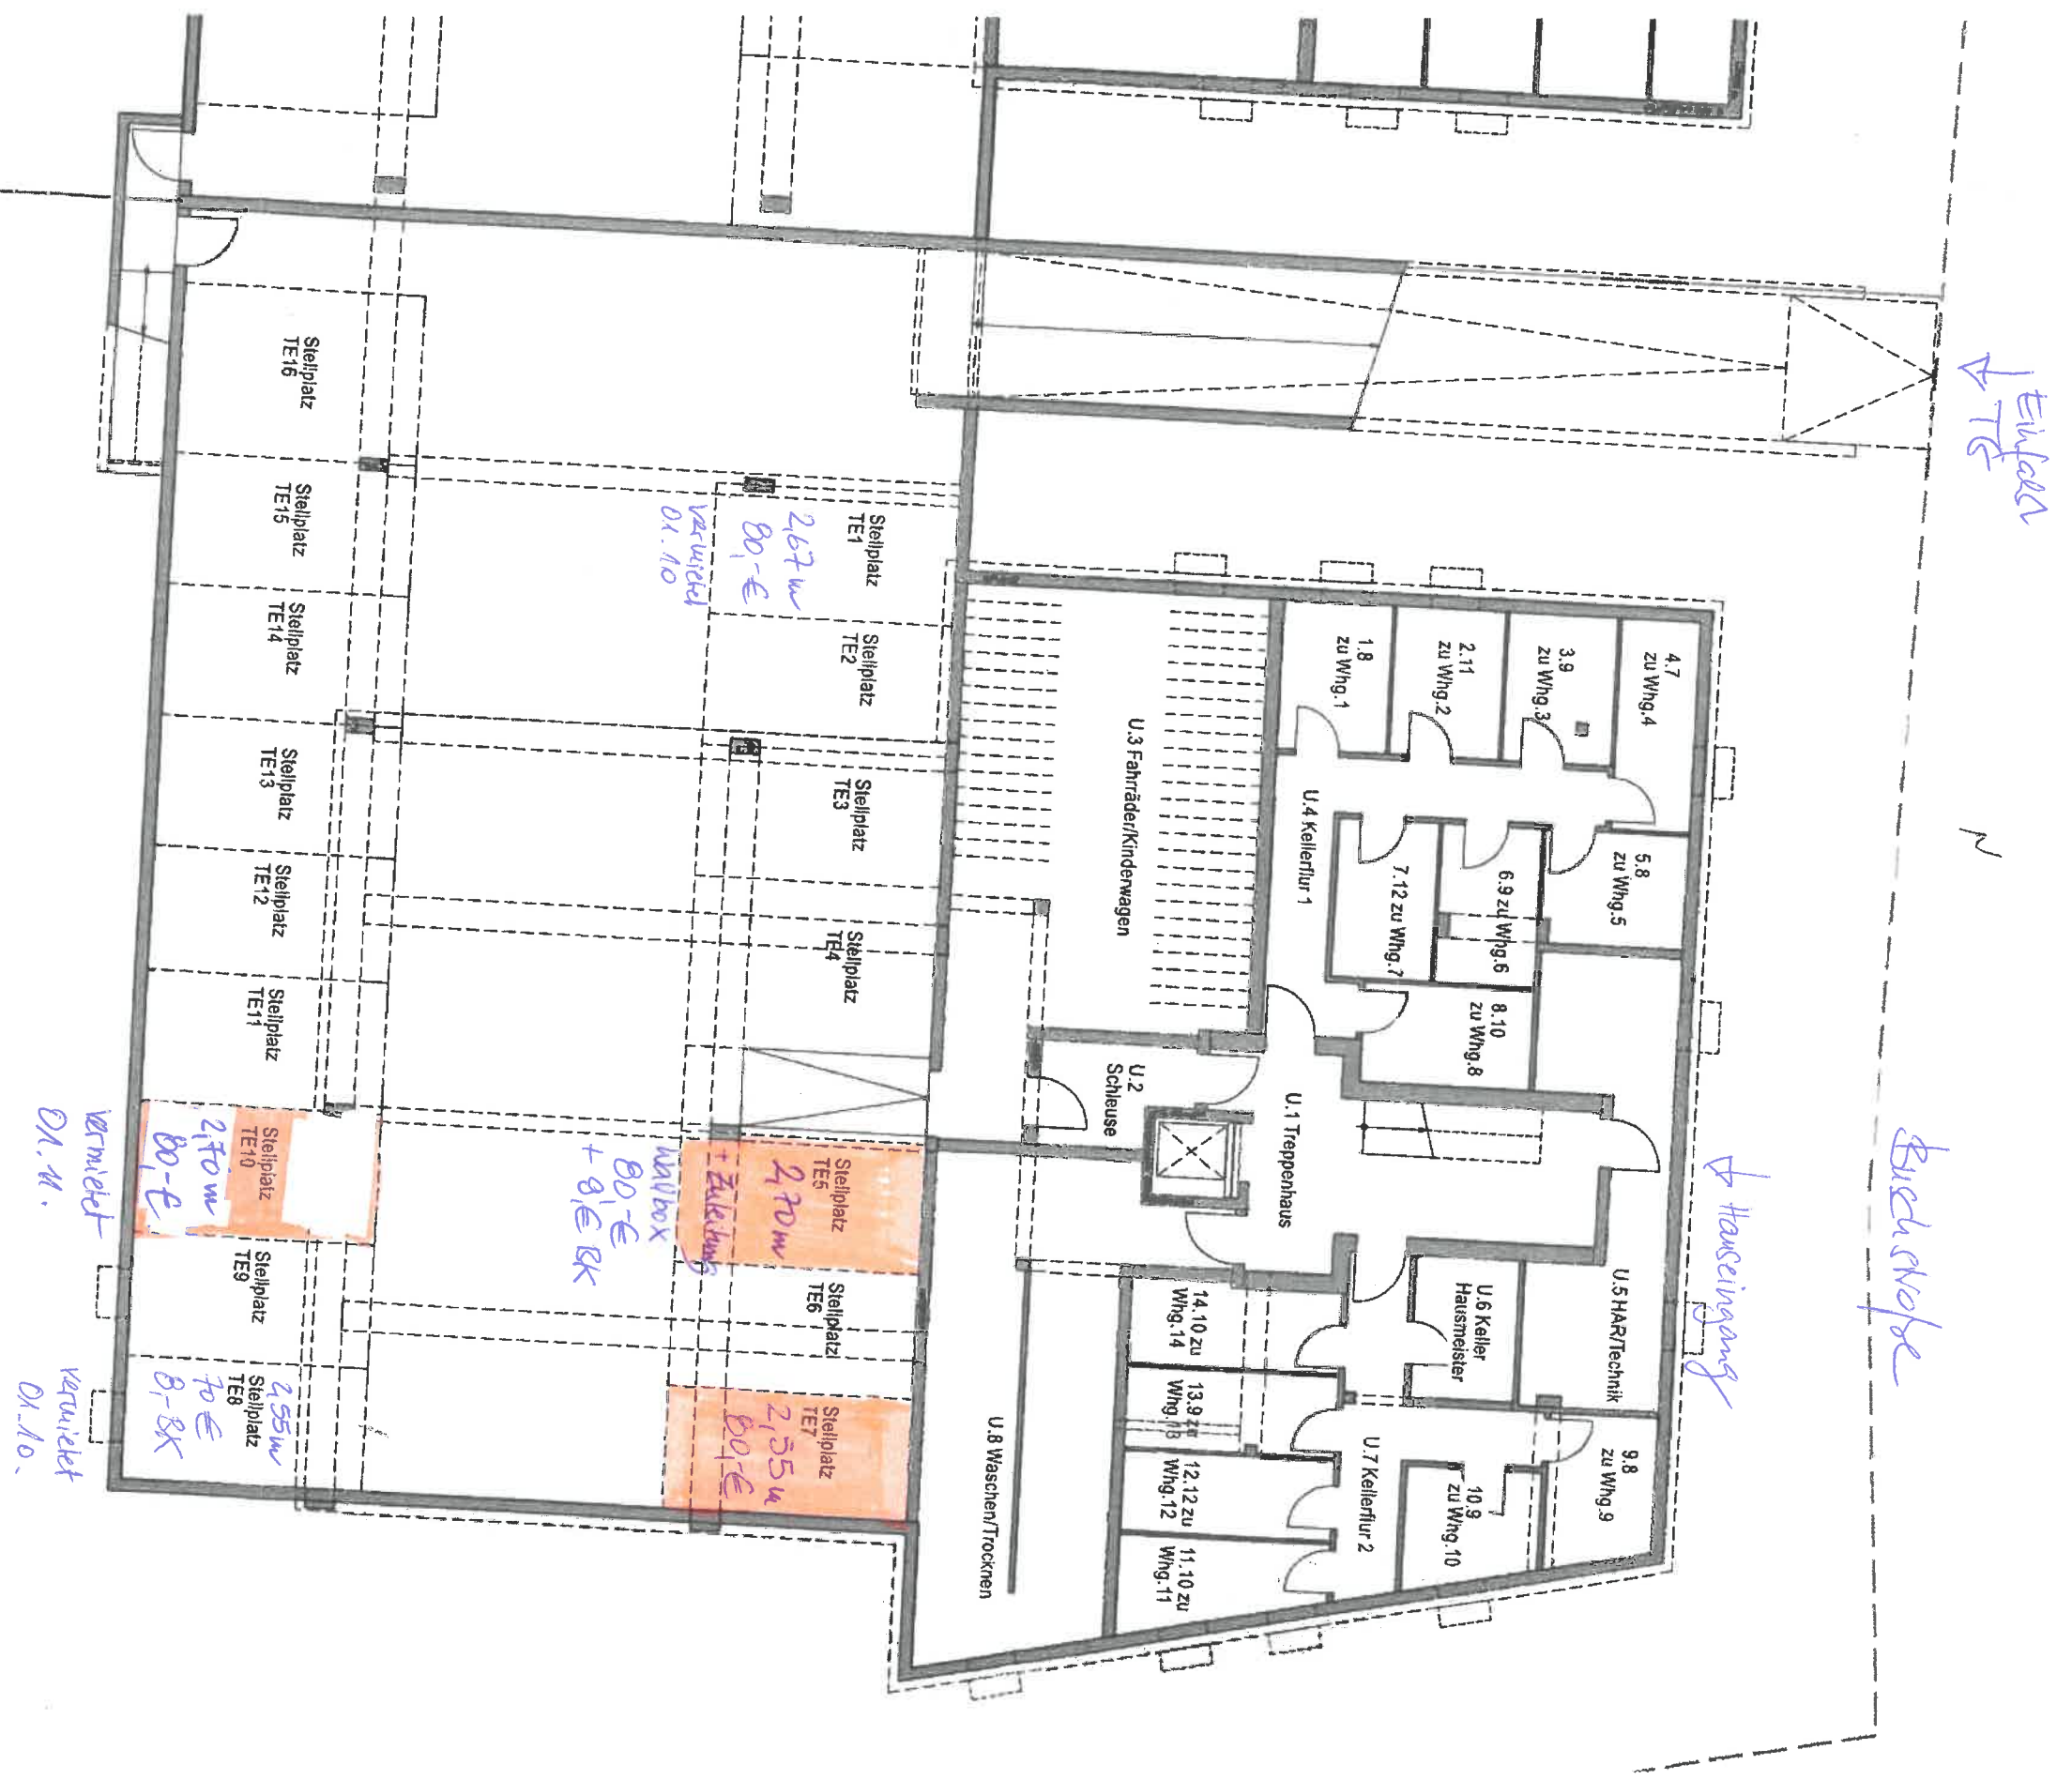 Einfahrt
TG
Buschstraße
Hauseingang
N
4.7
zu Whg.4
3.9
zu Whg.3
2.11
zu Whg.2
1.8
zu Whg.1
5.8
zu Whg.5
6.9 zu Whg.6
7.12 zu Whg.7
8.10
zu Whg.8
U.4 Kellerflur 1
U.3 Fahrräder/Kinderwagen
U.2
Schleuse
U.1 Treppenhaus
U.5 HAR/Technik
U.6 Keller
Hausmeister
9.8
zu Whg.9
10.9
zu Whg.10
U.7 Kellerflur 2
14.10 zu
Whg.14
13.9 zu
Whg.13
12.12 zu
Whg.12
11.10 zu
Whg.11
U.8 Waschen/Trocknen
Stellplatz
TE1
2,67 m
80,-€
vermietet
01.10
Stellplatz
TE2
Stellplatz
TE3
Stellplatz
TE4
Stellplatz
TE5
2,70 m
+ Zuleitung
Wallbox
80,-€
+ 8,€ BK
Stellplatz
TE6
Stellplatz
TE7
2,55 m
80,-€
Stellplatz
TE16
Stellplatz
TE15
Stellplatz
TE14
Stellplatz
TE13
Stellplatz
TE12
Stellplatz
TE11
Stellplatz
TE10
2,70 m
80,-€
vermietet
01.11.
Stellplatz
TE9
2,55 m
Stellplatz
TE8
70 €
8,- BK
vermietet
01.10.